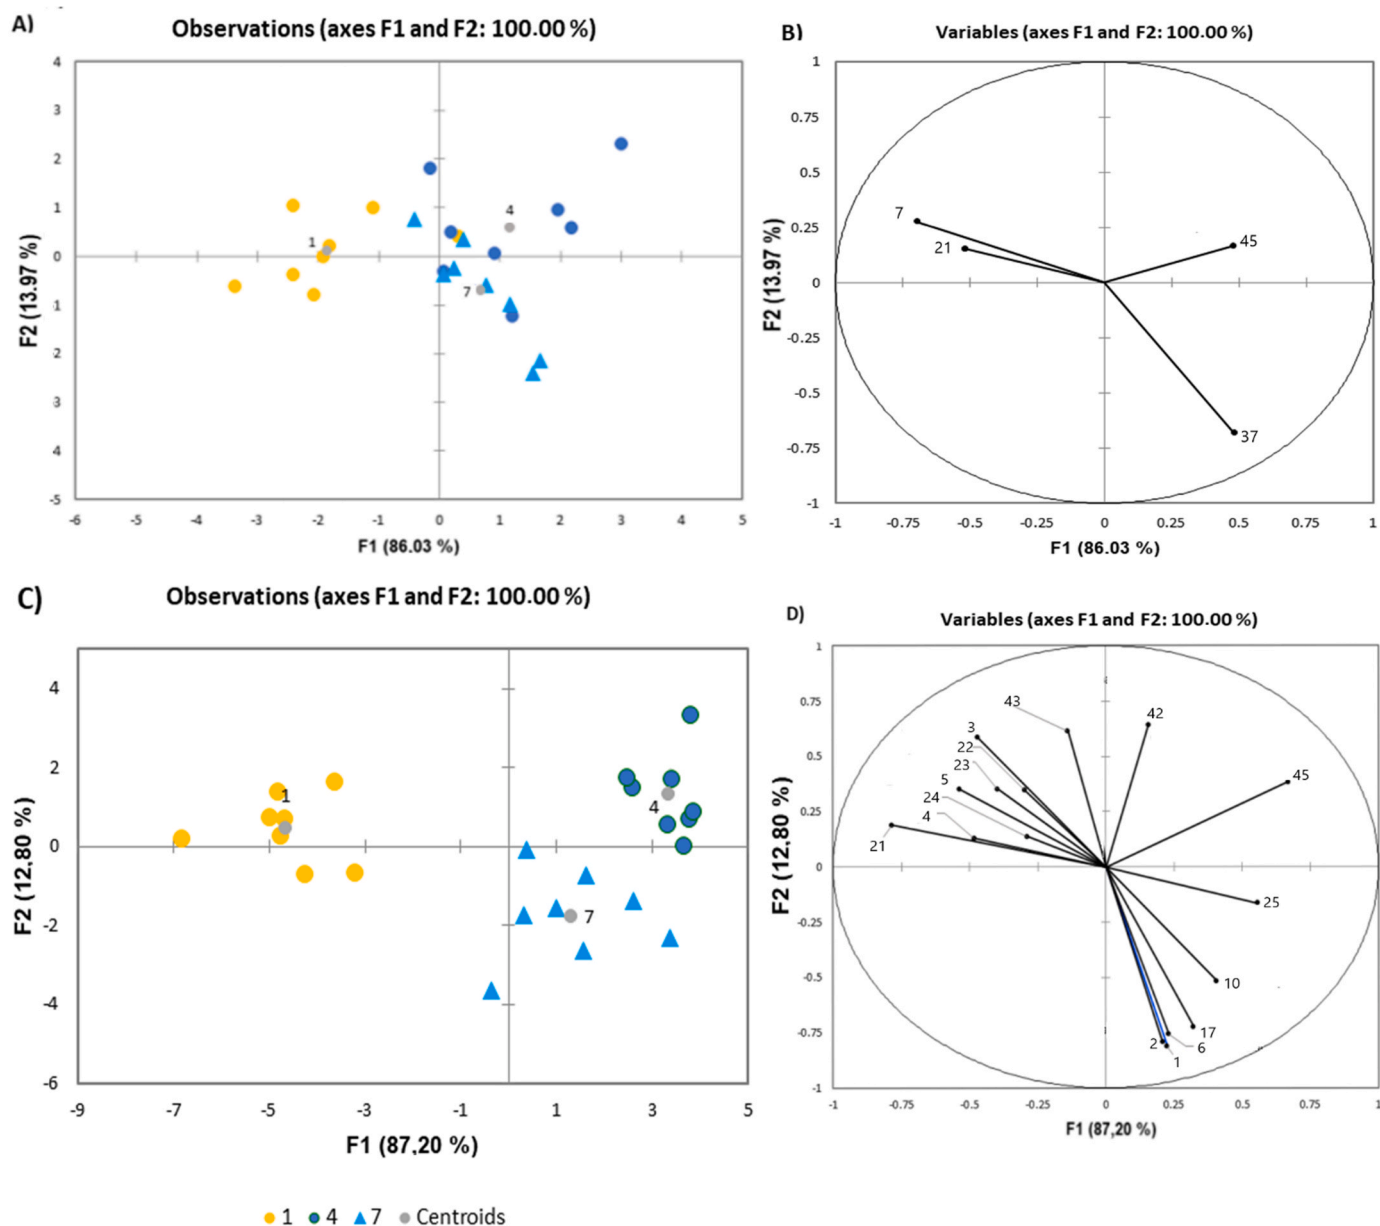 A)
Observations (axes F1 and F2: 100.00 %)
4
3
2
1
0
-1
2
-3
4
-5
-6 -5 -4 -3 -2 -1 0 1 2 3 4 5
F2 (13.97 %)
F1 (86.03 %)
1
4
7
B)
Variables (axes F1 and F2: 100.00 %)
1
0.75
0.5
0.25
0
-0.25
-0.5
-0.75
-1
-1 -0.75 -0.5 -0.25 0 0.25 0.5 0.75 1
F2 (13.97 %)
F1 (86.03 %)
7
21
45
37
C)
Observations (axes F1 and F2: 100.00 %)
4
2
0
-2
-4
-6
-9 -7 -5 -3 -1 1 3 5
F2 (12.80 %)
F1 (87,20 %)
1
4
7
D)
Variables (axes F1 and F2: 100.00 %)
1
0.75
0.5
0.25
0
-0.25
-0.5
-0.75
-1
-1 -0.75 -0.5 -0.25 0 0.25 0.5 0.75 1
F2 (12.80 %)
F1 (87,20 %)
43
3
22
23
5
24
4
21
42
45
25
10
17
2
6
1
1 4 7 Centroids